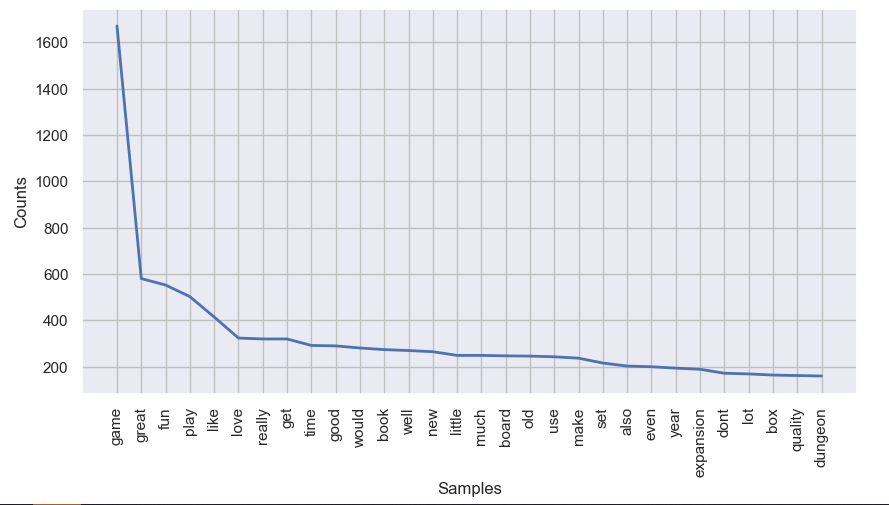 1600
1400
1200
1000
800
600
400
200
Counts
game
great
fun
play
like
love
really
get
time
good
would
book
well
new
little
much
board
old
use
make
set
also
even
year
expansion
dont
lot
box
quality
dungeon
Samples